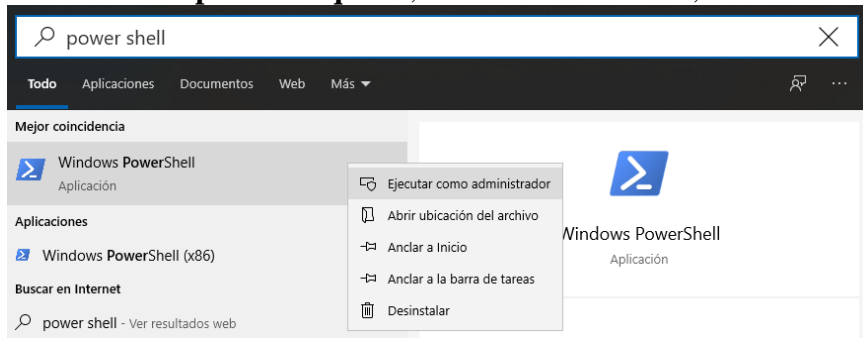 power shell
Todo Aplicaciones Documentos Web Más
Mejor coincidencia
Windows PowerShell
Aplicación
Aplicaciones
Windows PowerShell (x86)
Buscar en Internet
power shell - Ver resultados web
Ejecutar como administrador
Abrir ubicación del archivo
Anclar a Inicio
Anclar a la barra de tareas
Desinstalar
Windows PowerShell
Aplicación